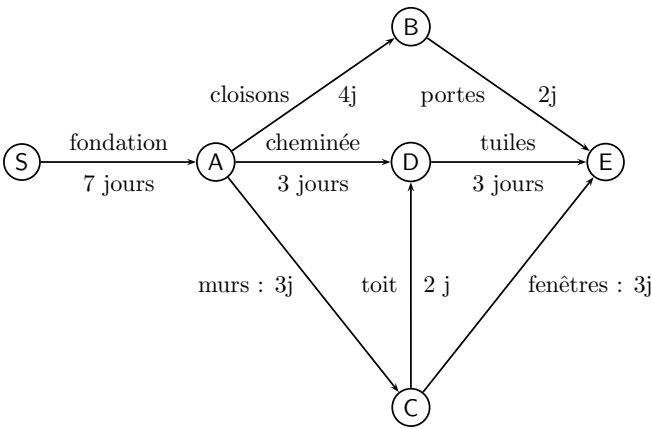 B
cloisons 4j portes 2j
fondation cheminée tuiles
S A D E
7 jours 3 jours 3 jours
murs : 3j toit 2 j fenêtres : 3j
C